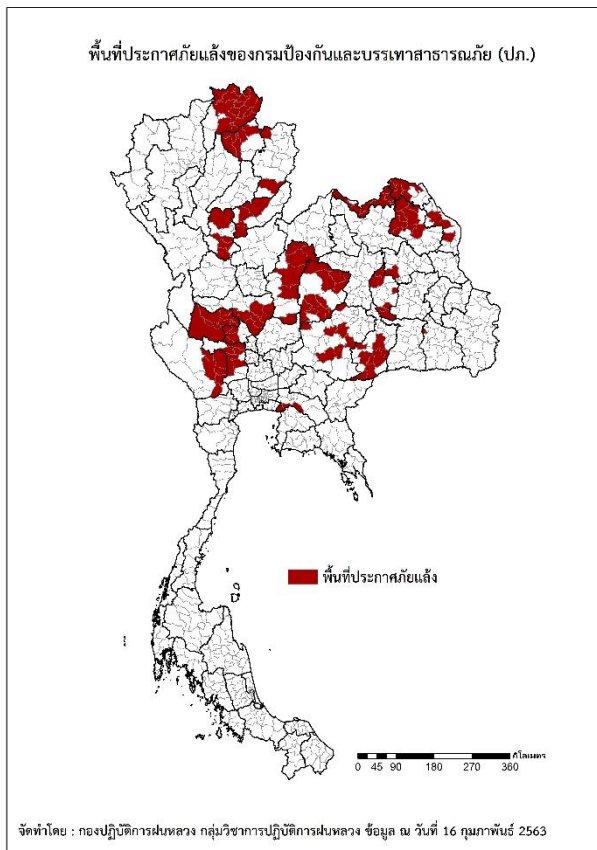 พื้นที่ประกาศภัยแล้งของกรมป้องกันและบรรเทาสาธารณภัย (ปภ.)
พื้นที่ประกาศภัยแล้ง
กิโลเมตร
0 45 90 180 270 360
จัดทำโดย : กองปฏิบัติการฝนหลวง กลุ่มวิชาการปฏิบัติการฝนหลวง ข้อมูล ณ วันที่ 16 กุมภาพันธ์ 2563